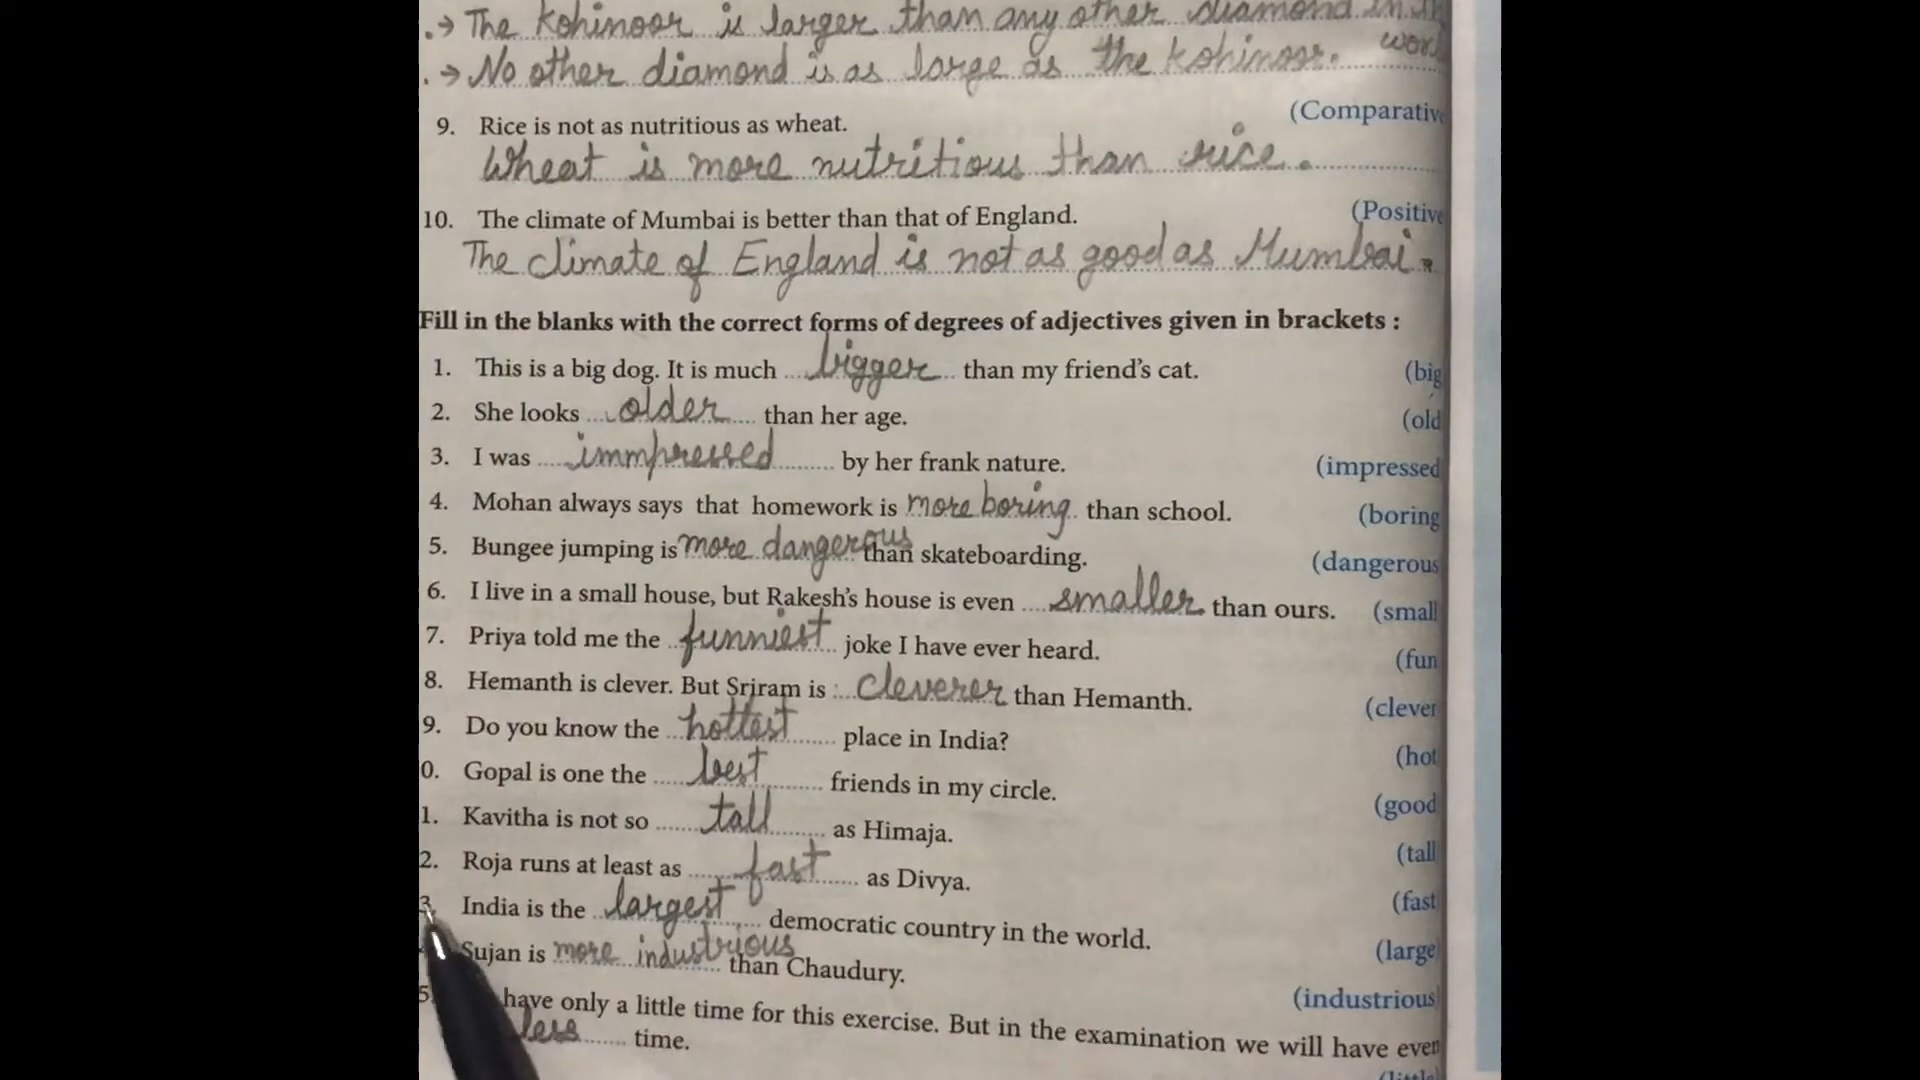 .→ The Kohinoor is larger than any other diamond in
worl
.→ No other diamond is as large as the Kohinoor.
(Comparative
9. Rice is not as nutritious as wheat.
Wheat is more nutritious than rice.
10. The climate of Mumbai is better than that of England. (Positive
The climate of England is not as good as Mumbai.
Fill in the blanks with the correct forms of degrees of adjectives given in brackets :
1. This is a big dog. It is much bigger than my friend's cat. (big
2. She looks older than her age. (old
3. I was immpressed by her frank nature. (impressed
4. Mohan always says that homework is more boring than school. (boring
5. Bungee jumping is more dangerous than skateboarding. (dangerous
6. I live in a small house, but Rakesh's house is even smaller than ours. (small
7. Priya told me the funniest joke I have ever heard. (fun
8. Hemanth is clever. But Sriram is cleverer than Hemanth. (clever
9. Do you know the hottest place in India? (hot
0. Gopal is one the best friends in my circle. (good
1. Kavitha is not so tall as Himaja. (tall
2. Roja runs at least as fast as Divya. (fast
3. India is the largest democratic country in the world. (large
Sujan is more industrious than Chaudury. (industrious
5. have only a little time for this exercise. But in the examination we will have even
less time.